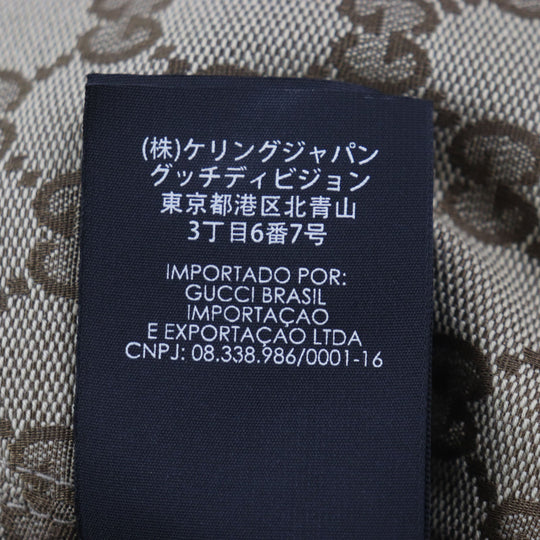 (株)ケリングジャパン
グッチディビジョン
東京都港区北青山
3丁目6番7号
IMPORTADO POR:
GUCCI BRASIL
IMPORTAÇAO
E EXPORTAÇAO LTDA
CNPJ: 08.338.986/0001-16